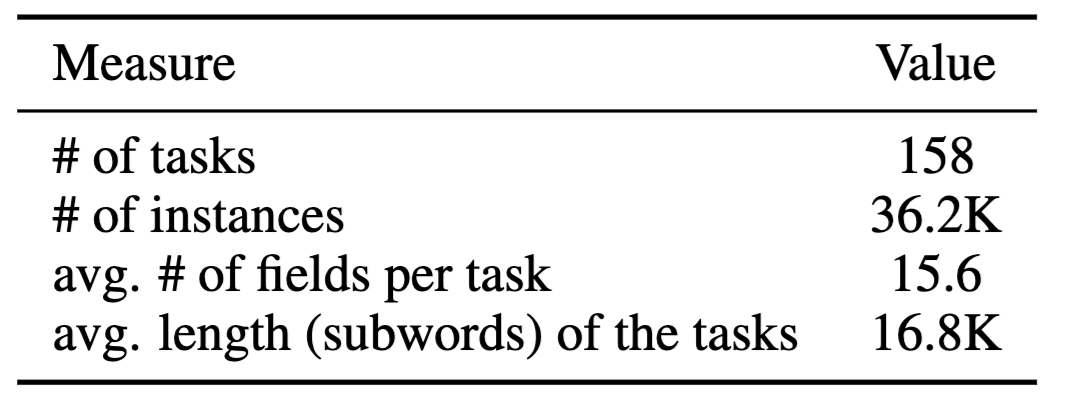 Measure Value
# of tasks 158
# of instances 36.2K
avg. # of fields per task 15.6
avg. length (subwords) of the tasks 16.8K